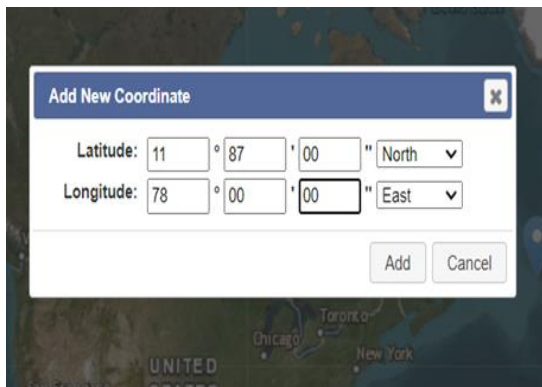 Add New Coordinate
Latitude: 11 ° 87 ' 00 " North
Longitude: 78 ° 00 ' 00 " East
Add Cancel
Toronto
Chicago
New York
UNITED